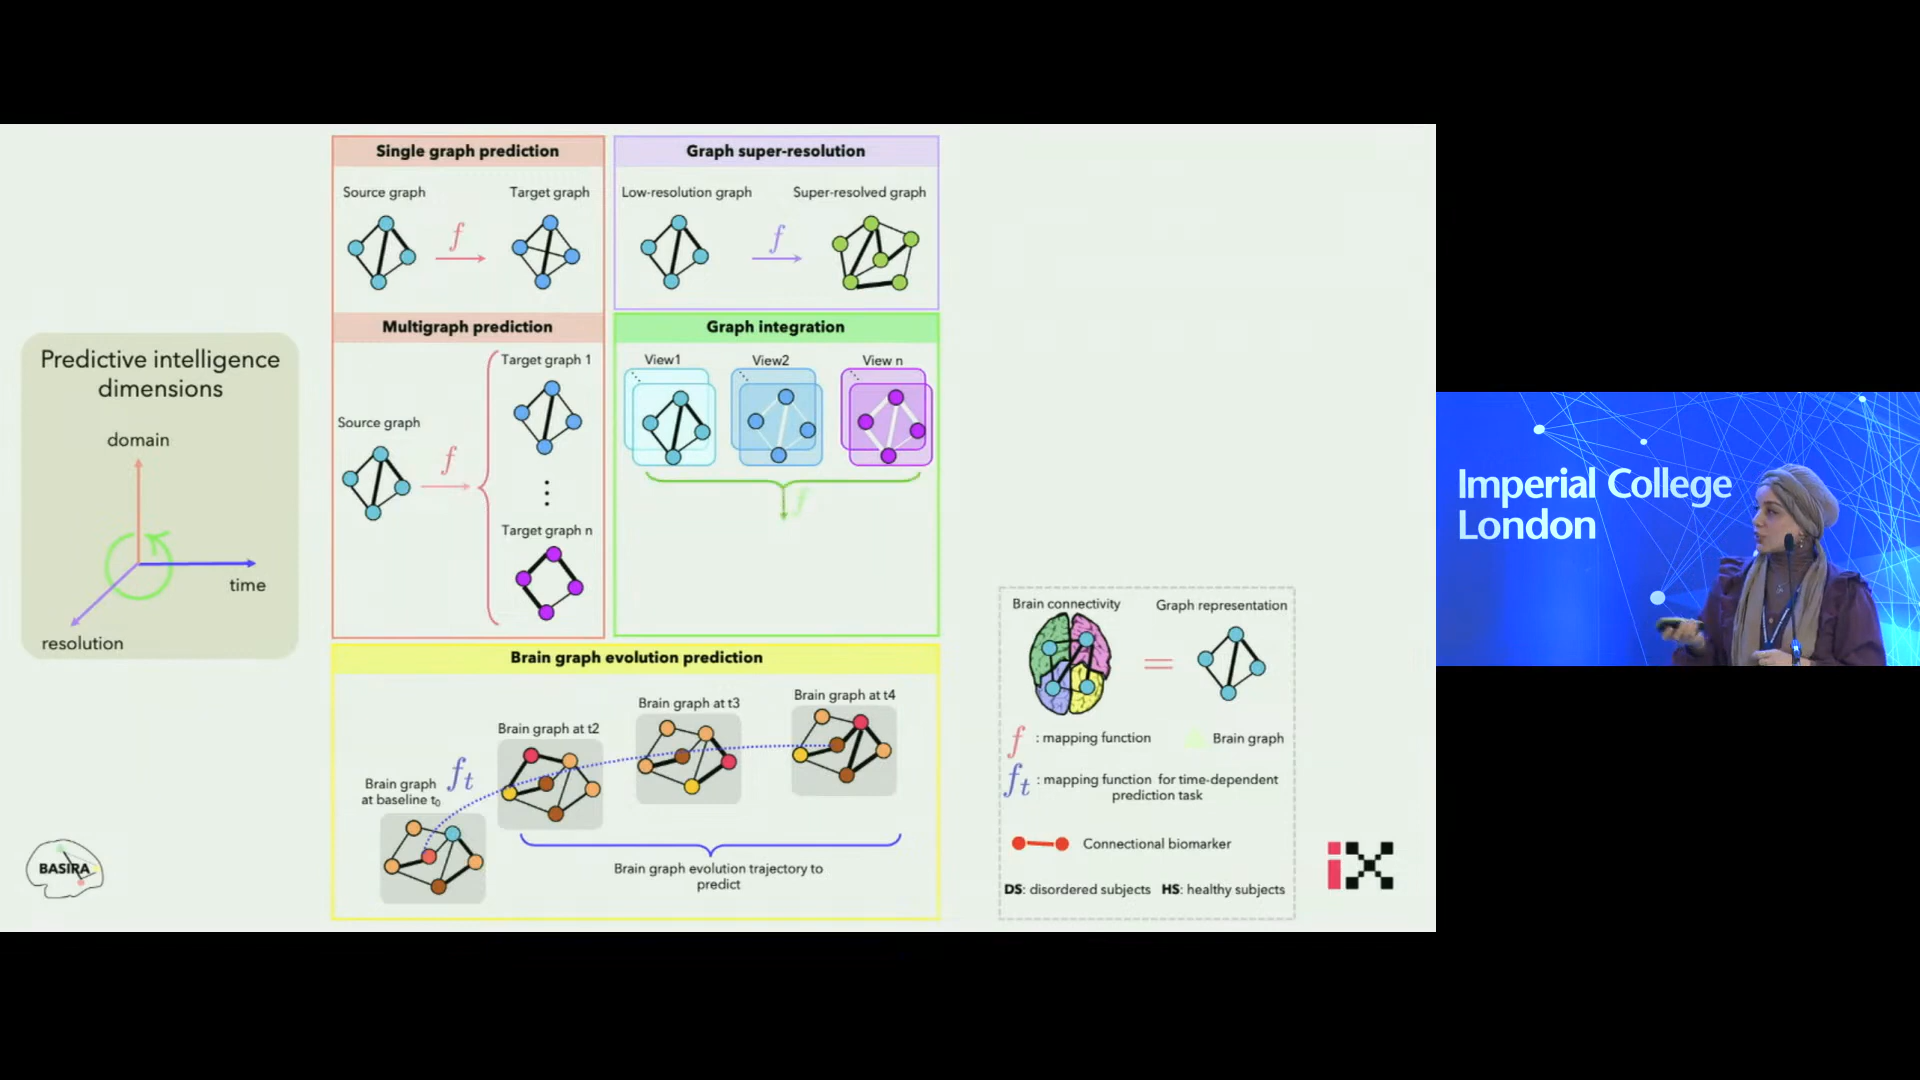 Predictive intelligence
dimensions
domain
time
resolution
BASIRA
Single graph prediction
Source graph
Target graph
f
Multigraph prediction
Source graph
f
Target graph 1
Target graph n
Graph super-resolution
Low-resolution graph
Super-resolved graph
f
Graph integration
View1
View2
View n
f
Brain graph evolution prediction
Brain graph
at baseline t0
ft
Brain graph at t2
Brain graph at t3
Brain graph at t4
Brain graph evolution trajectory to
predict
Brain connectivity
Graph representation
=
f : mapping function
Brain graph
ft : mapping function for time-dependent
prediction task
Connectional biomarker
DS: disordered subjects HS: healthy subjects
iX
Imperial College
London